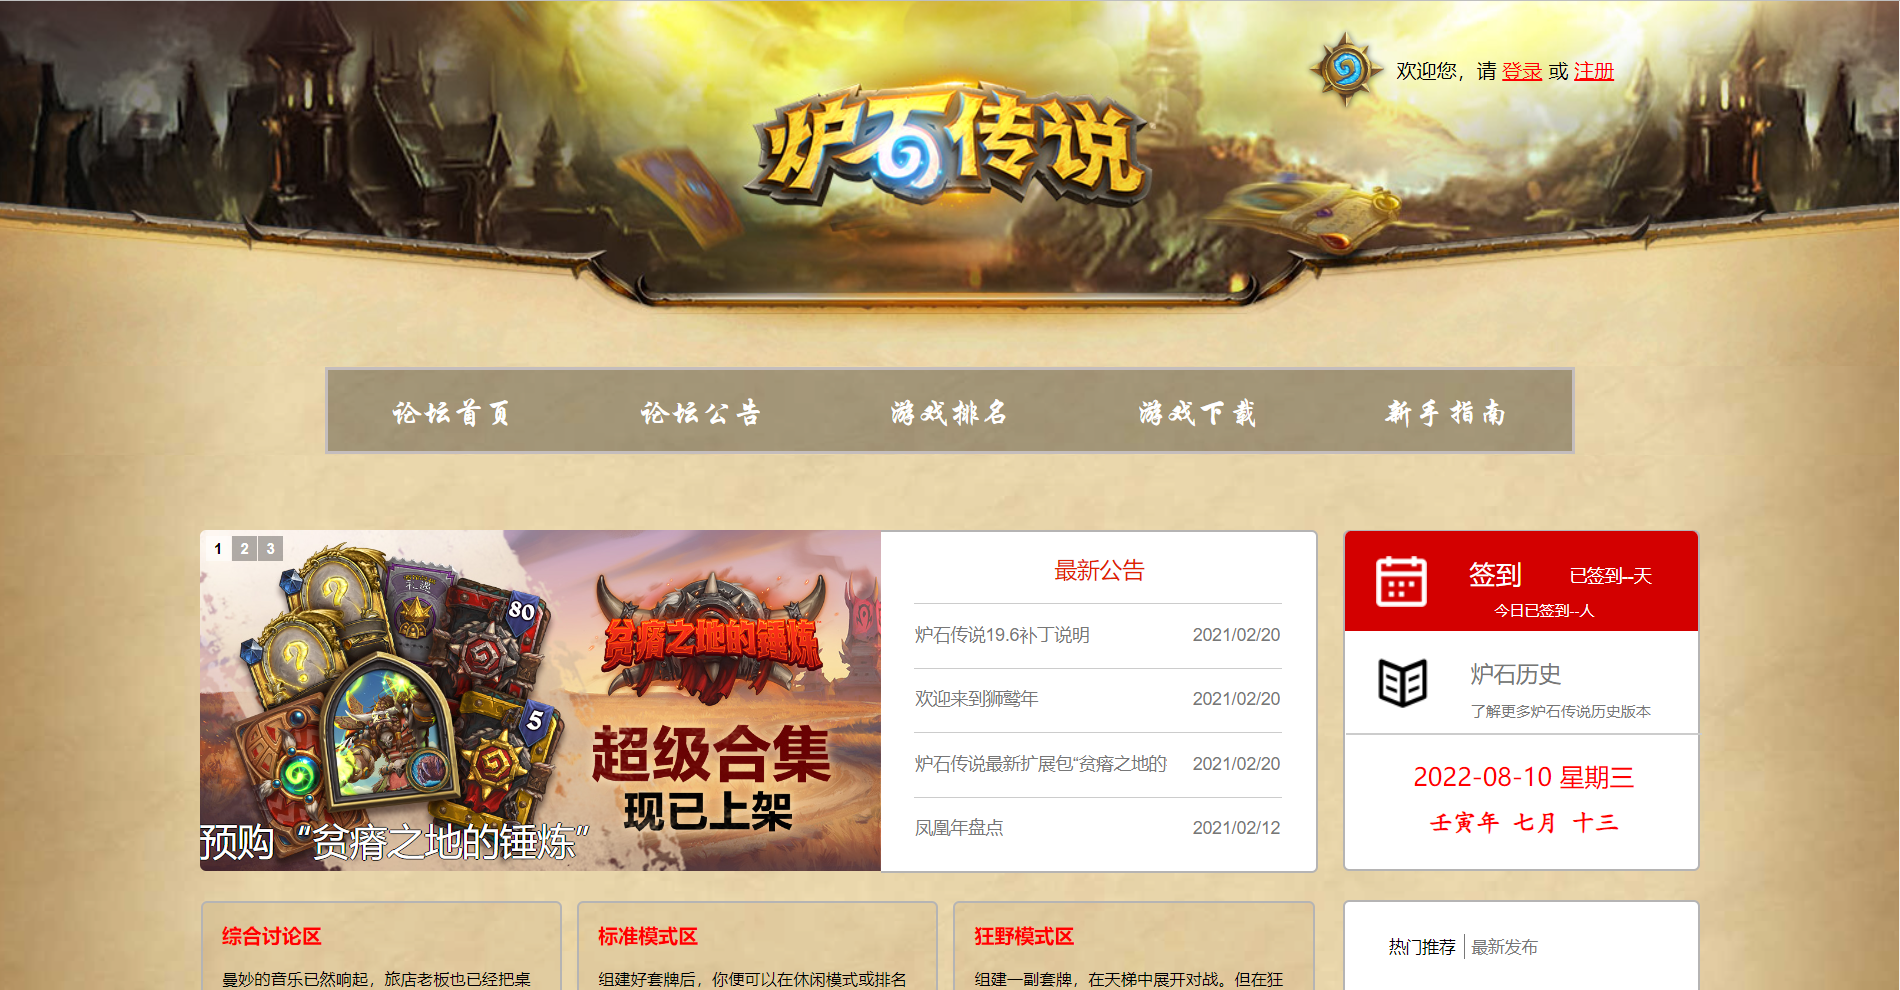 欢迎您，请 登录 或 注册
炉石传说
论坛首页 论坛公告 游戏排名 游戏下载 新手指南
1 2 3
80
5
贫瘠之地的锤炼
超级合集
现已上架
预购“贫瘠之地的锤炼”
最新公告
炉石传说19.6补丁说明 2021/02/20
欢迎来到狮鹫年 2021/02/20
炉石传说最新扩展包“贫瘠之地的 2021/02/20
凤凰年盘点 2021/02/12
签到 已签到--天
今日已签到--人
炉石历史
了解更多炉石传说历史版本
2022-08-10 星期三
壬寅年 七月 十三
综合讨论区
曼妙的音乐已然响起，旅店老板也已经把桌
标准模式区
组建好套牌后，你便可以在休闲模式或排名
狂野模式区
组建一副套牌，在天梯中展开对战。但在狂
热门推荐 最新发布